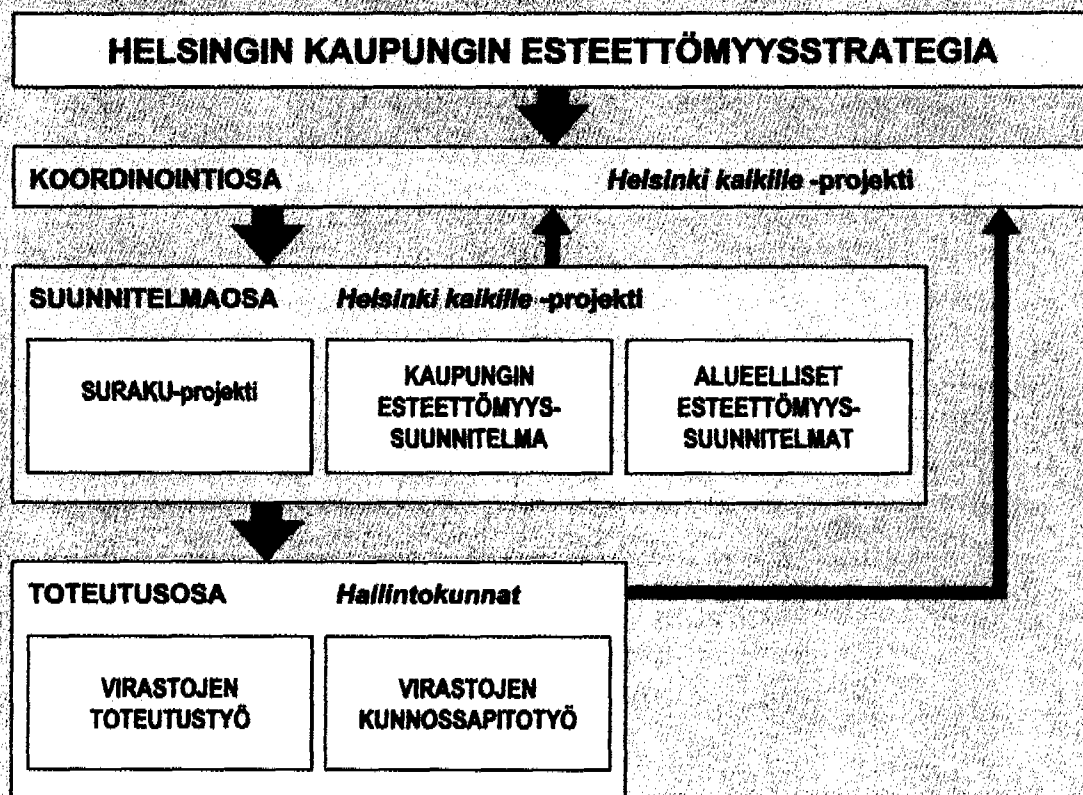 HELSINGIN KAUPUNGIN ESTEETTÖMYYSSTRATEGIA
KOORDINOINTIOSA Helsinki kaikille -projekti
SUUNNITELMAOSA Helsinki kaikille -projekti
SURAKU-projekti
KAUPUNGIN
ESTEETTÖMYYS-
SUUNNITELMA
ALUEELLISET
ESTEETTÖMYYS-
SUUNNITELMAT
TOTEUTUSOSA Hallintokunnat
VIRASTOJEN
TOTEUTUSTYÖ
VIRASTOJEN
KUNNOSSAPITOTYÖ